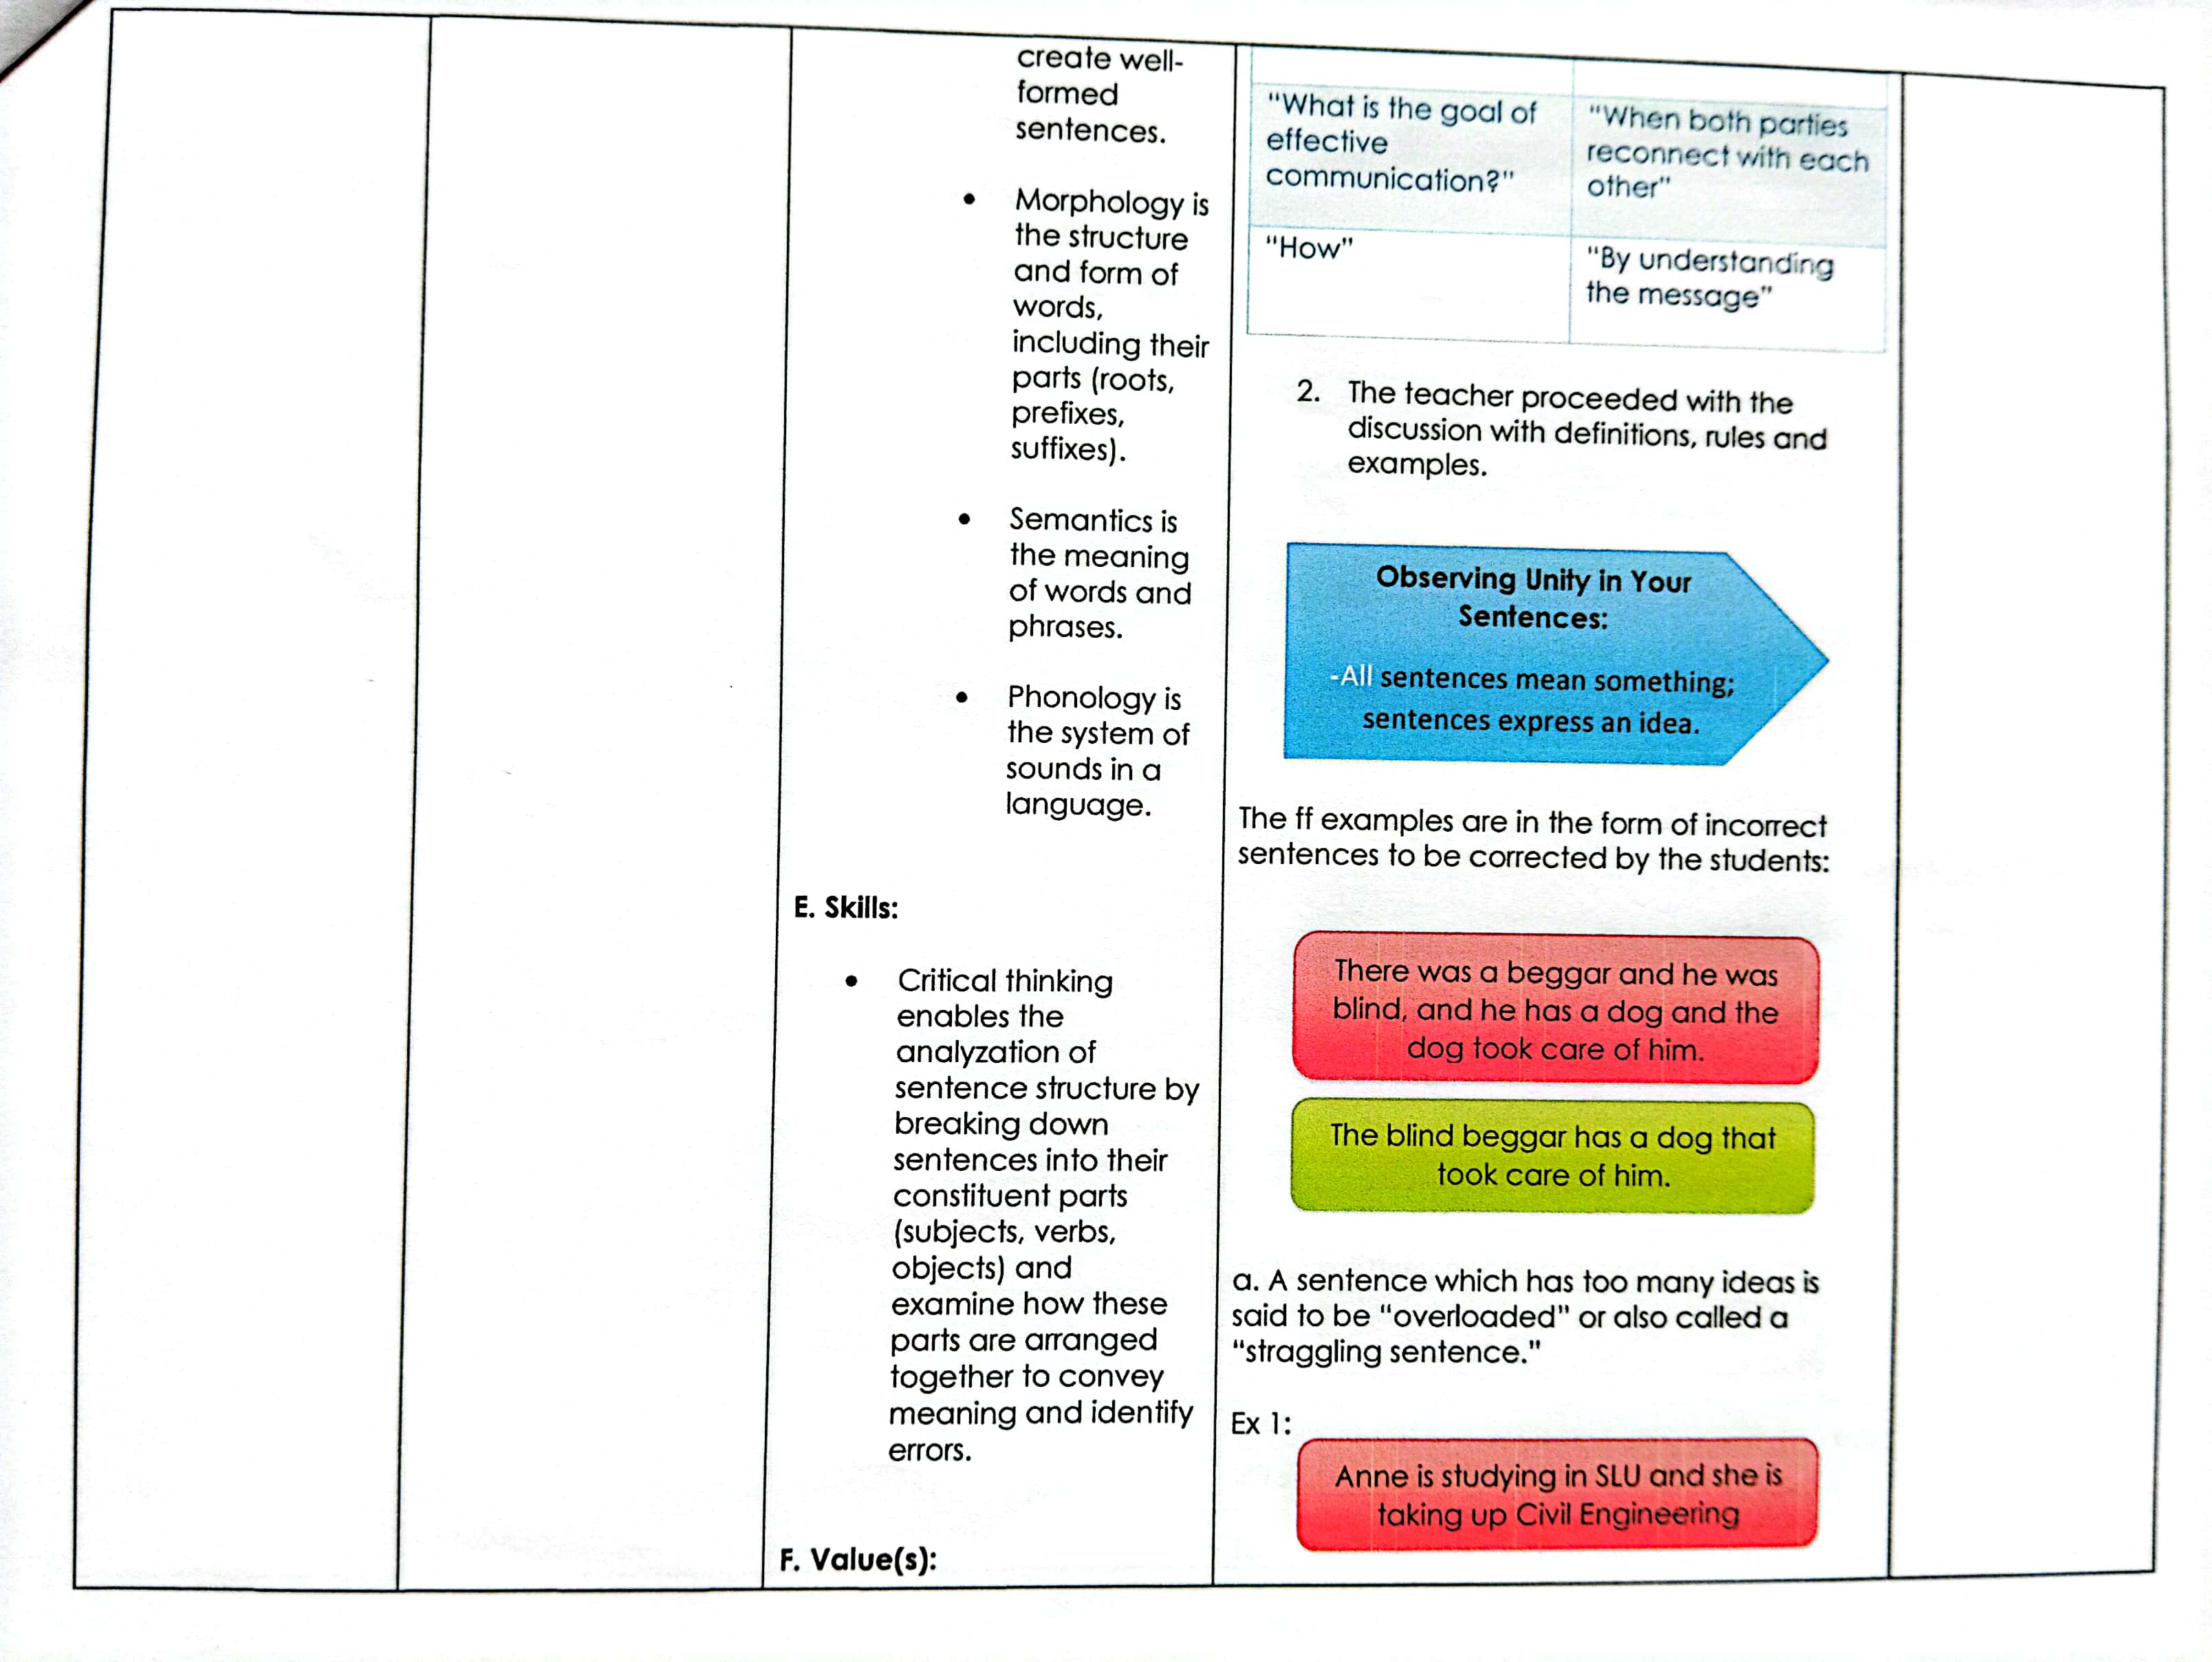 create well-
formed
sentences.
• Morphology is
the structure
and form of
words,
including their
parts (roots,
prefixes,
suffixes).
• Semantics is
the meaning
of words and
phrases.
• Phonology is
the system of
sounds in a
language.
E. Skills:
• Critical thinking
enables the
analyzation of
sentence structure by
breaking down
sentences into their
constituent parts
(subjects, verbs,
objects) and
examine how these
parts are arranged
together to convey
meaning and identify
errors.
F. Value(s):
"What is the goal of
effective
communication?"
"When both parties
reconnect with each
other"
"How"
"By understanding
the message"
2. The teacher proceeded with the
discussion with definitions, rules and
examples.
Observing Unity in Your
Sentences:
-All sentences mean something;
sentences express an idea.
The ff examples are in the form of incorrect
sentences to be corrected by the students:
There was a beggar and he was
blind, and he has a dog and the
dog took care of him.
The blind beggar has a dog that
took care of him.
a. A sentence which has too many ideas is
said to be "overloaded" or also called a
"straggling sentence."
Ex 1:
Anne is studying in SLU and she is
taking up Civil Engineering